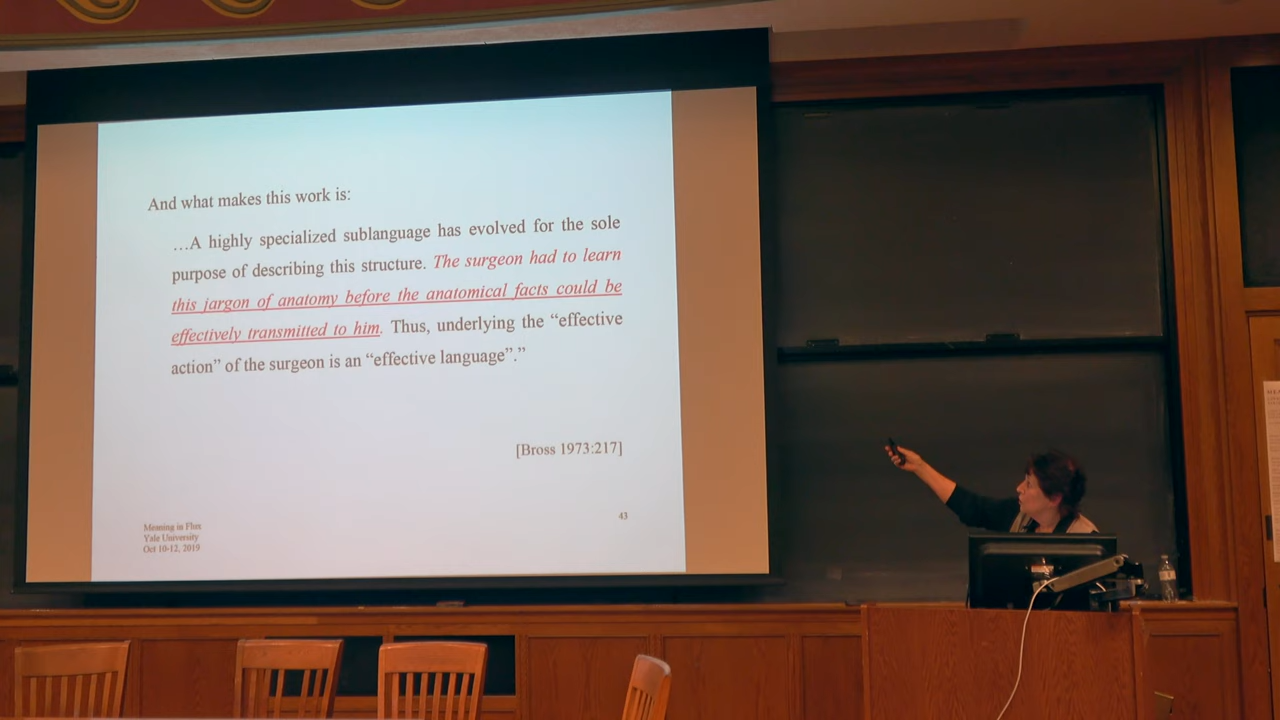 And what makes this work is:
…A highly specialized sublanguage has evolved for the sole
purpose of describing this structure. The surgeon had to learn
this jargon of anatomy before the anatomical facts could be
effectively transmitted to him. Thus, underlying the “effective
action” of the surgeon is an “effective language”.”
[Bross 1973:217]
Meaning in Flux
Yale University
Oct 10-12, 2019
43